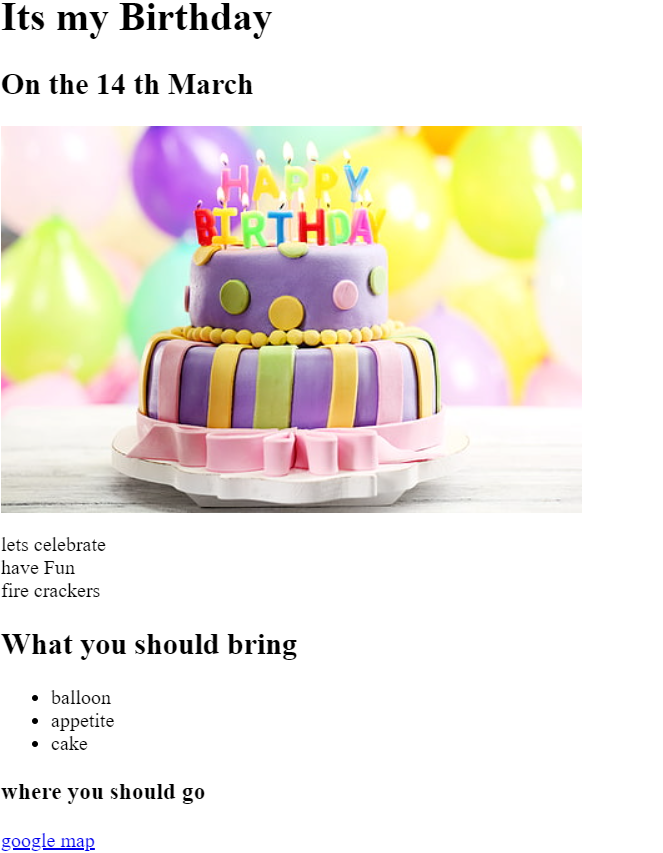 Its my Birthday
On the 14 th March
HAPPY
BIRTHDAY
lets celebrate
have Fun
fire crackers
What you should bring
balloon
appetite
cake
where you should go
google map